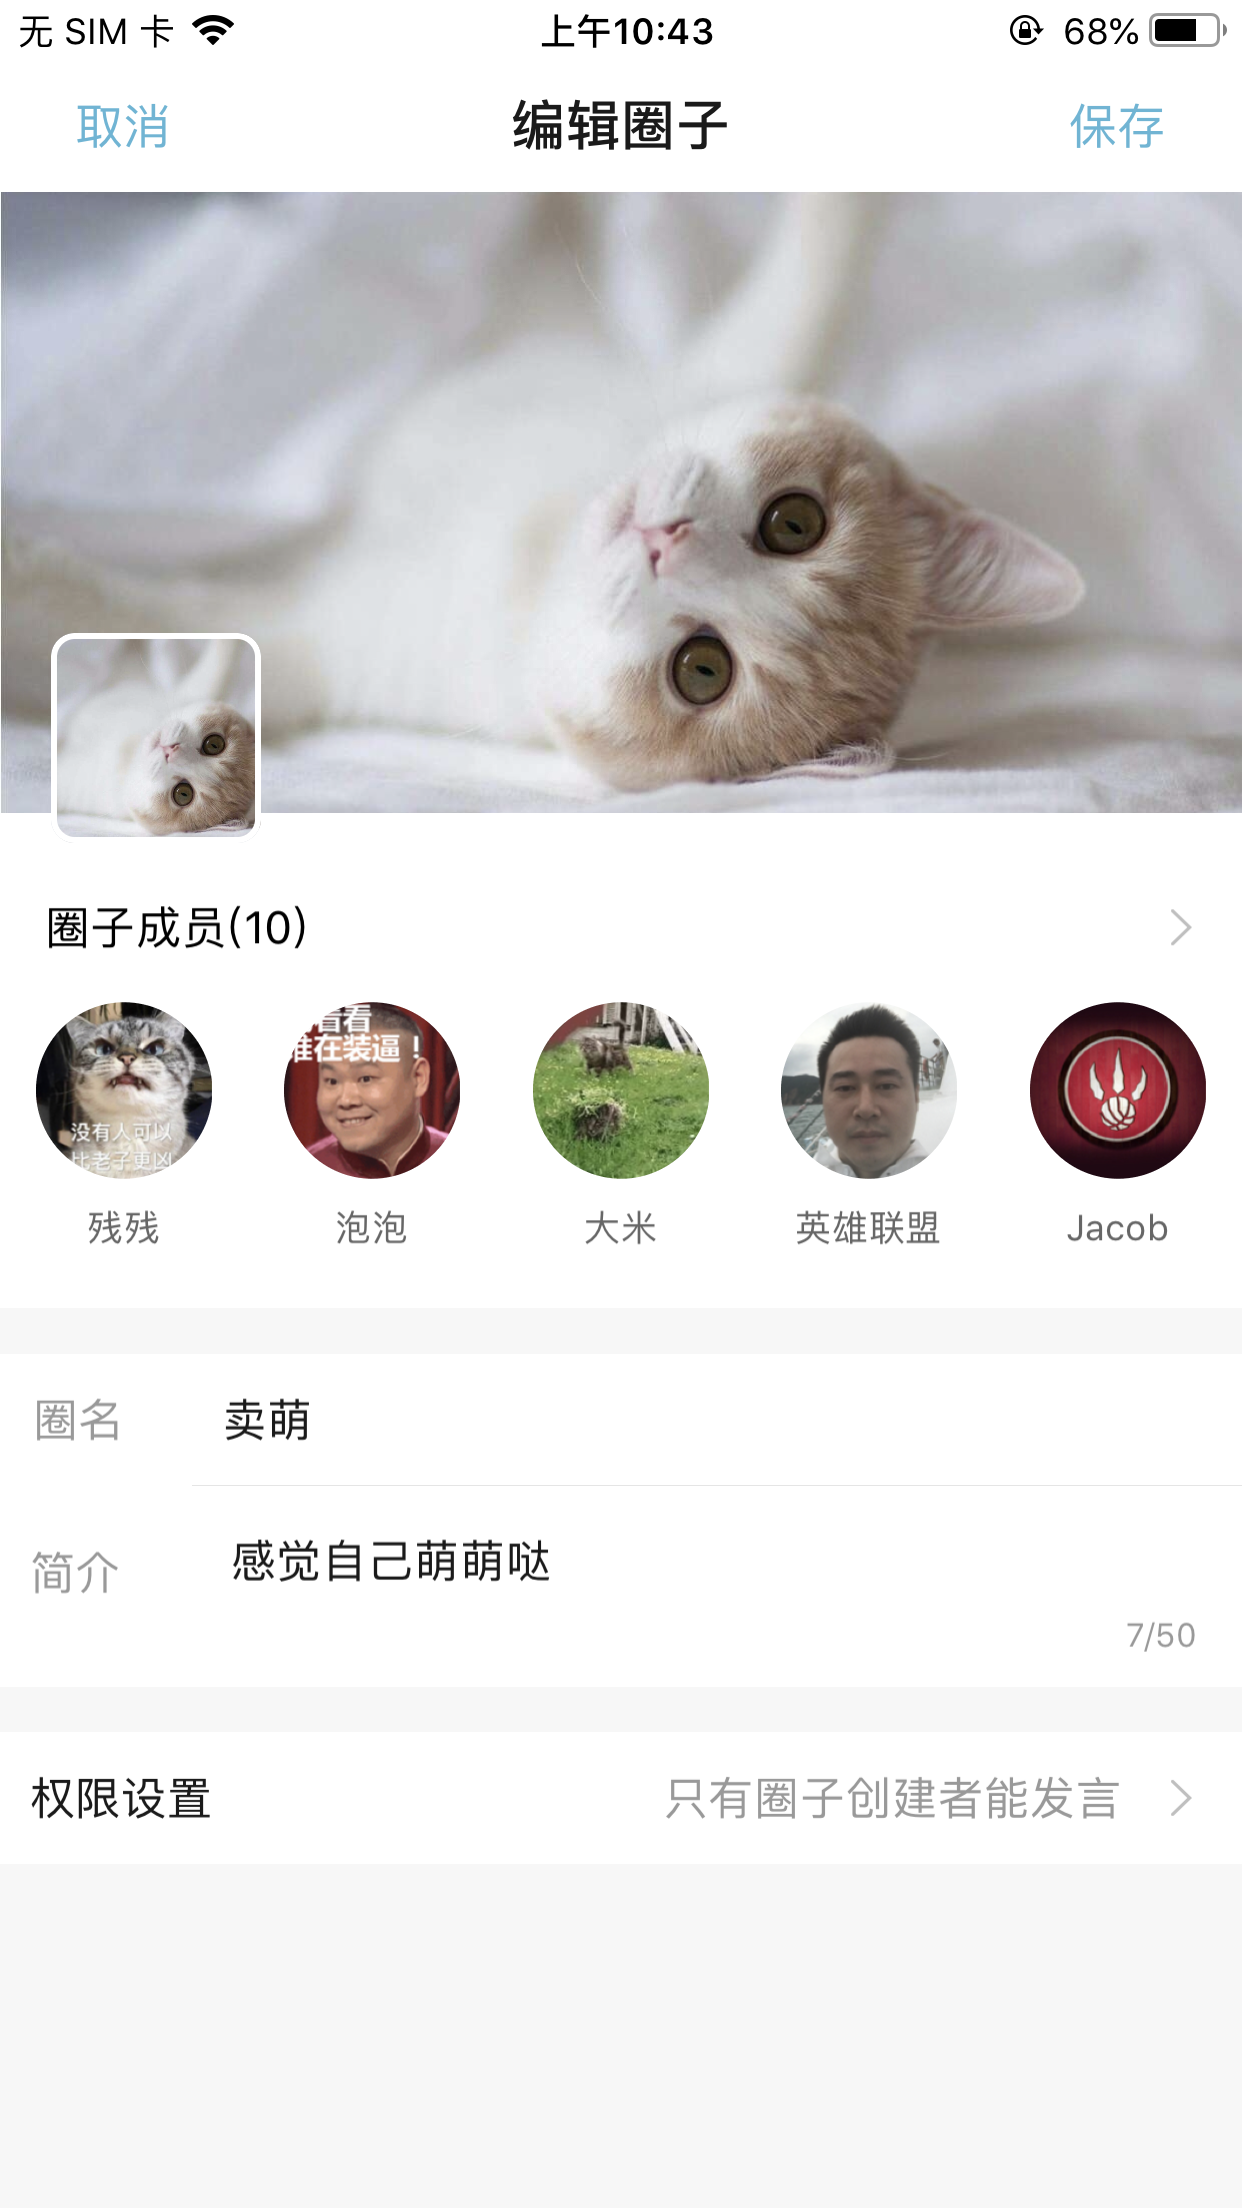 无 SIM 卡
上午10:43
68%
取消
编辑圈子
保存
圈子成员(10)
看看
谁在装逼！
没有人可以
比老子更凶
残残
泡泡
大米
英雄联盟
Jacob
圈名
卖萌
简介
感觉自己萌萌哒
7/50
权限设置
只有圈子创建者能发言